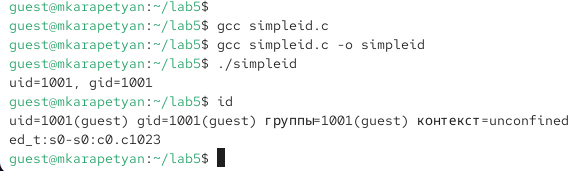 guest@mkarapetyan:~/lab5$
guest@mkarapetyan:~/lab5$ gcc simpleid.c
guest@mkarapetyan:~/lab5$ gcc simpleid.c -o simpleid
guest@mkarapetyan:~/lab5$ ./simpleid
uid=1001, gid=1001
guest@mkarapetyan:~/lab5$ id
uid=1001(guest) gid=1001(guest) группы=1001(guest) контекст=unconfined
ed_t:s0-s0:c0.c1023
guest@mkarapetyan:~/lab5$